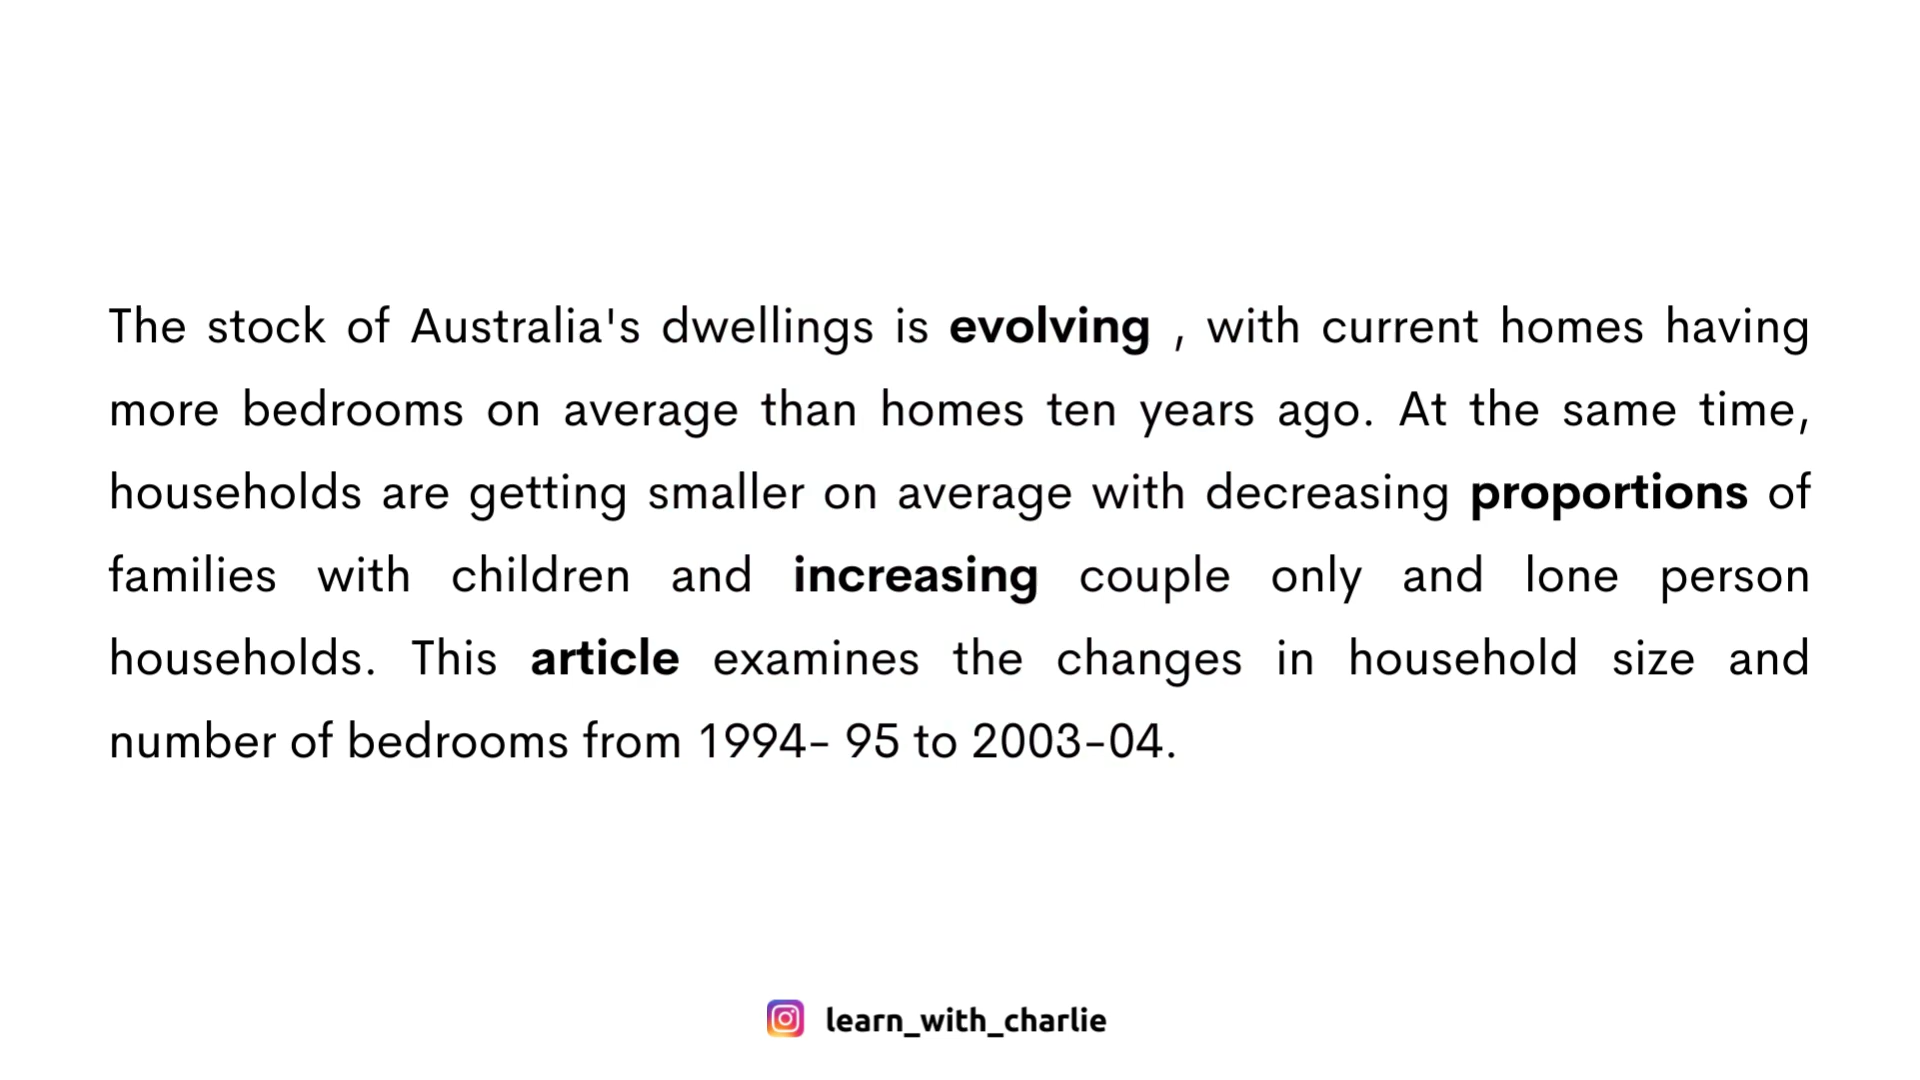 The stock of Australia's dwellings is evolving , with current homes having
more bedrooms on average than homes ten years ago. At the same time,
households are getting smaller on average with decreasing proportions of
families with children and increasing couple only and lone person
households. This article examines the changes in household size and
number of bedrooms from 1994- 95 to 2003-04.
learn_with_charlie